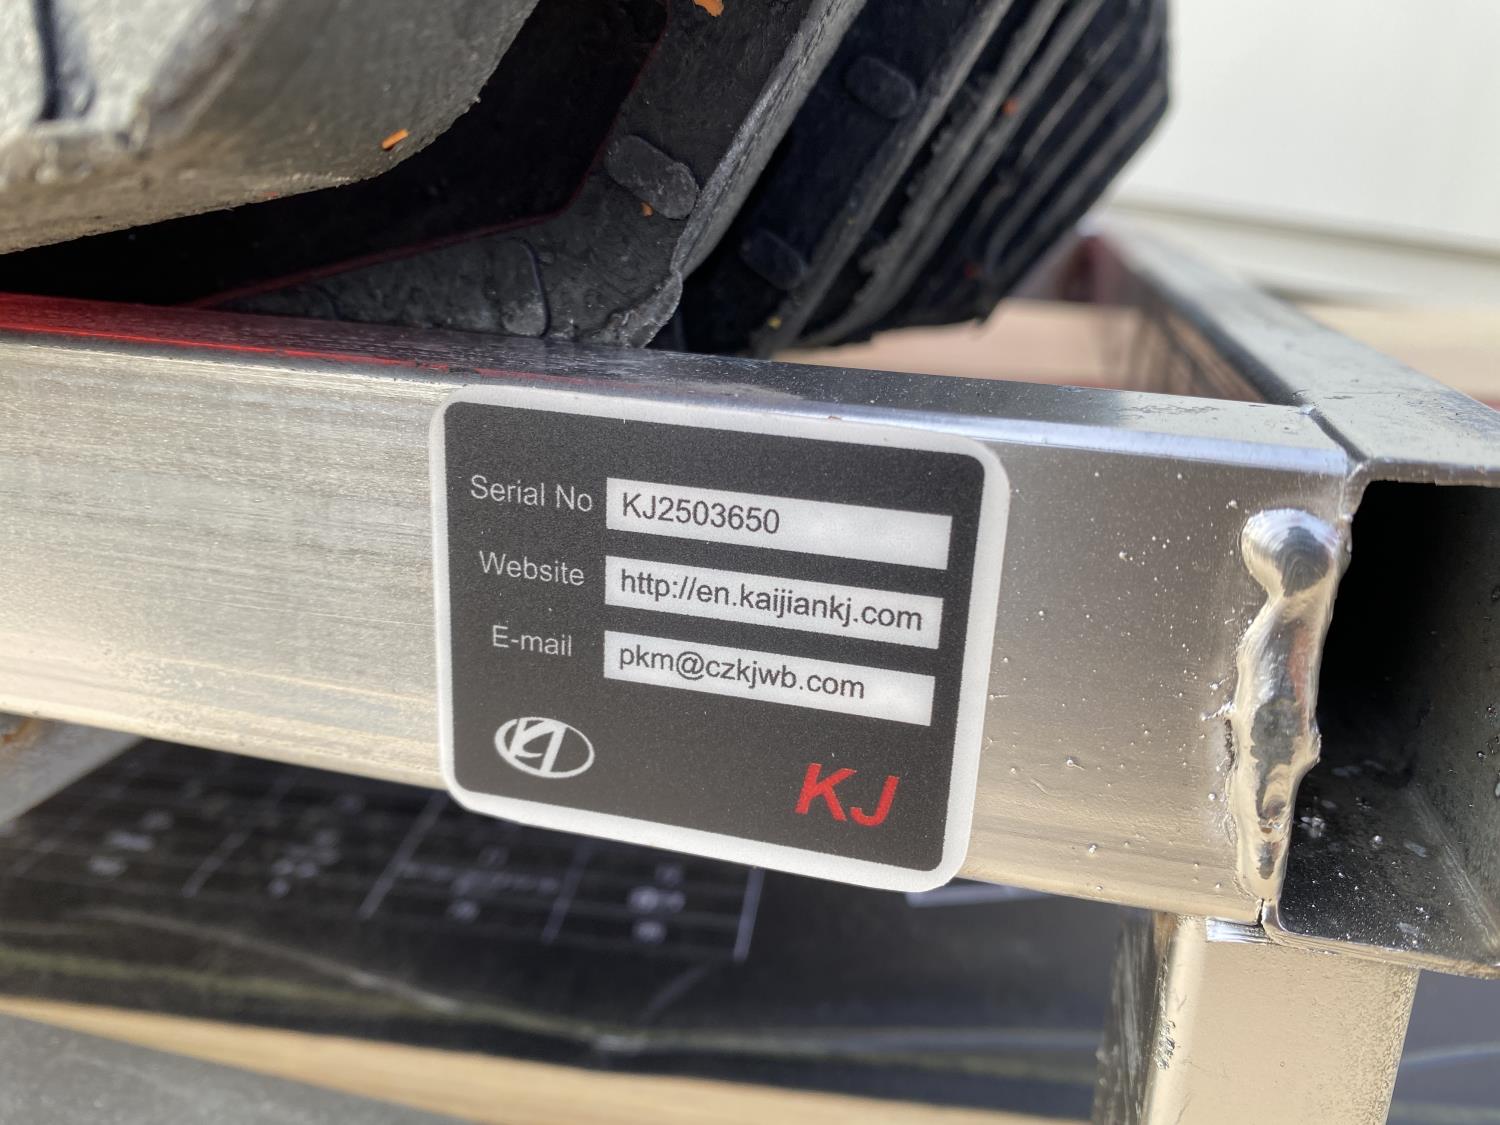 Serial No KJ2503650
Website http://en.kaijiankj.com
E-mail pkm@czkjwb.com
KJ